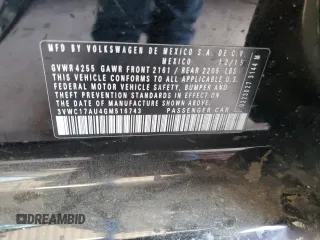 MFD BY VOLKSWAGEN DE MEXICO S.A. DE C.V.
MEXICO 12/15
GVWR 4255 GAWR FRONT 2161 / REAR 2205 LBS
THIS VEHICLE CONFORMS TO ALL APPLICABLE U.S.
FEDERAL MOTOR VEHICLE SAFETY, BUMPER AND
THEFT PREVENTION STANDARDS IN EFFECT ON THE
DATE OF MANUFACTURE SHOWN ABOVE
3VWC17AU4GM516743 PASSENGER CAR
© DREAMBID